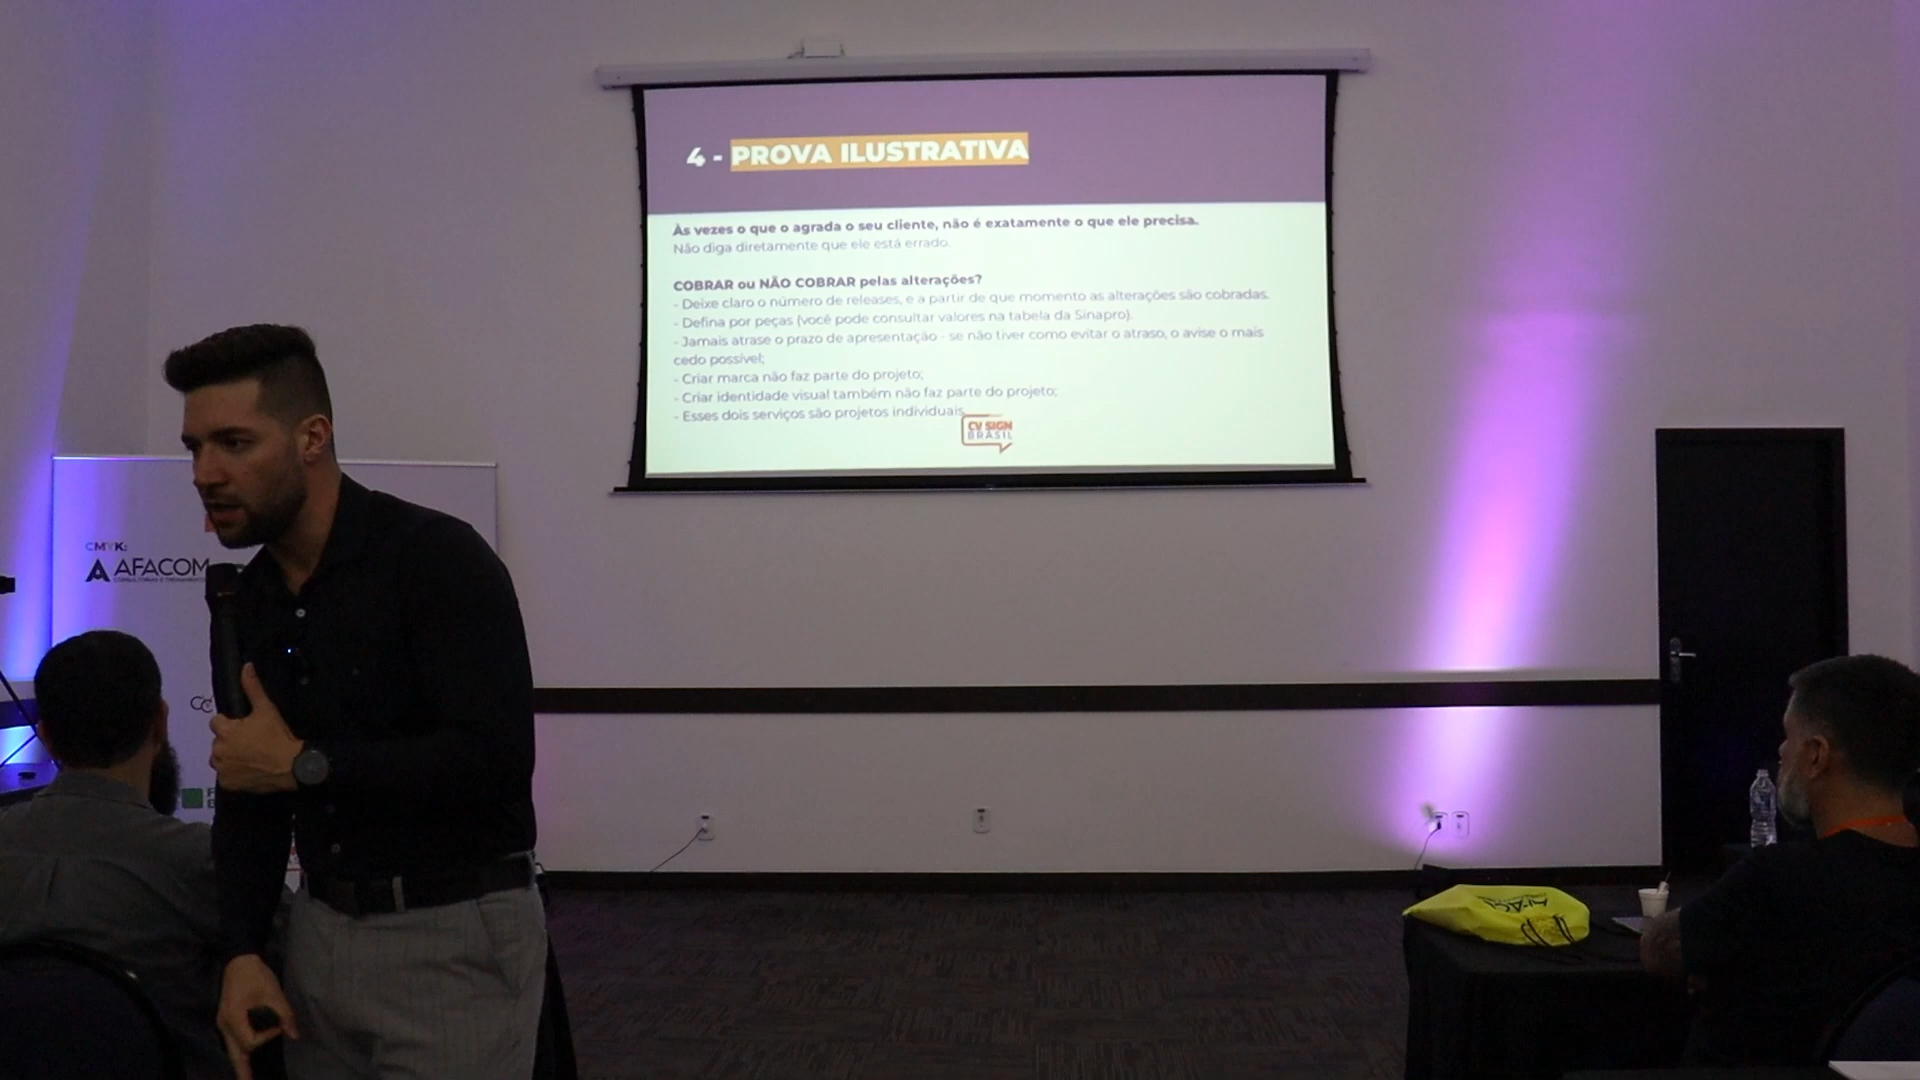 4 - PROVA ILUSTRATIVA
Às vezes o que o agrada o seu cliente, não é exatamente o que ele precisa.
Não diga diretamente que ele está errado.
COBRAR ou NÃO COBRAR pelas alterações?
- Deixe claro o número de releases, e a partir de que momento as alterações são cobradas.
- Defina por peças (você pode consultar valores na tabela da Sinapro).
- Jamais atrase o prazo de apresentação - se não tiver como evitar o atraso, o avise o mais
cedo possível;
- Criar marca não faz parte do projeto;
- Criar identidade visual também não faz parte do projeto;
- Esses dois serviços são projetos individuais.
CV SIGN
BRASIL
CMYK:
AFACOM